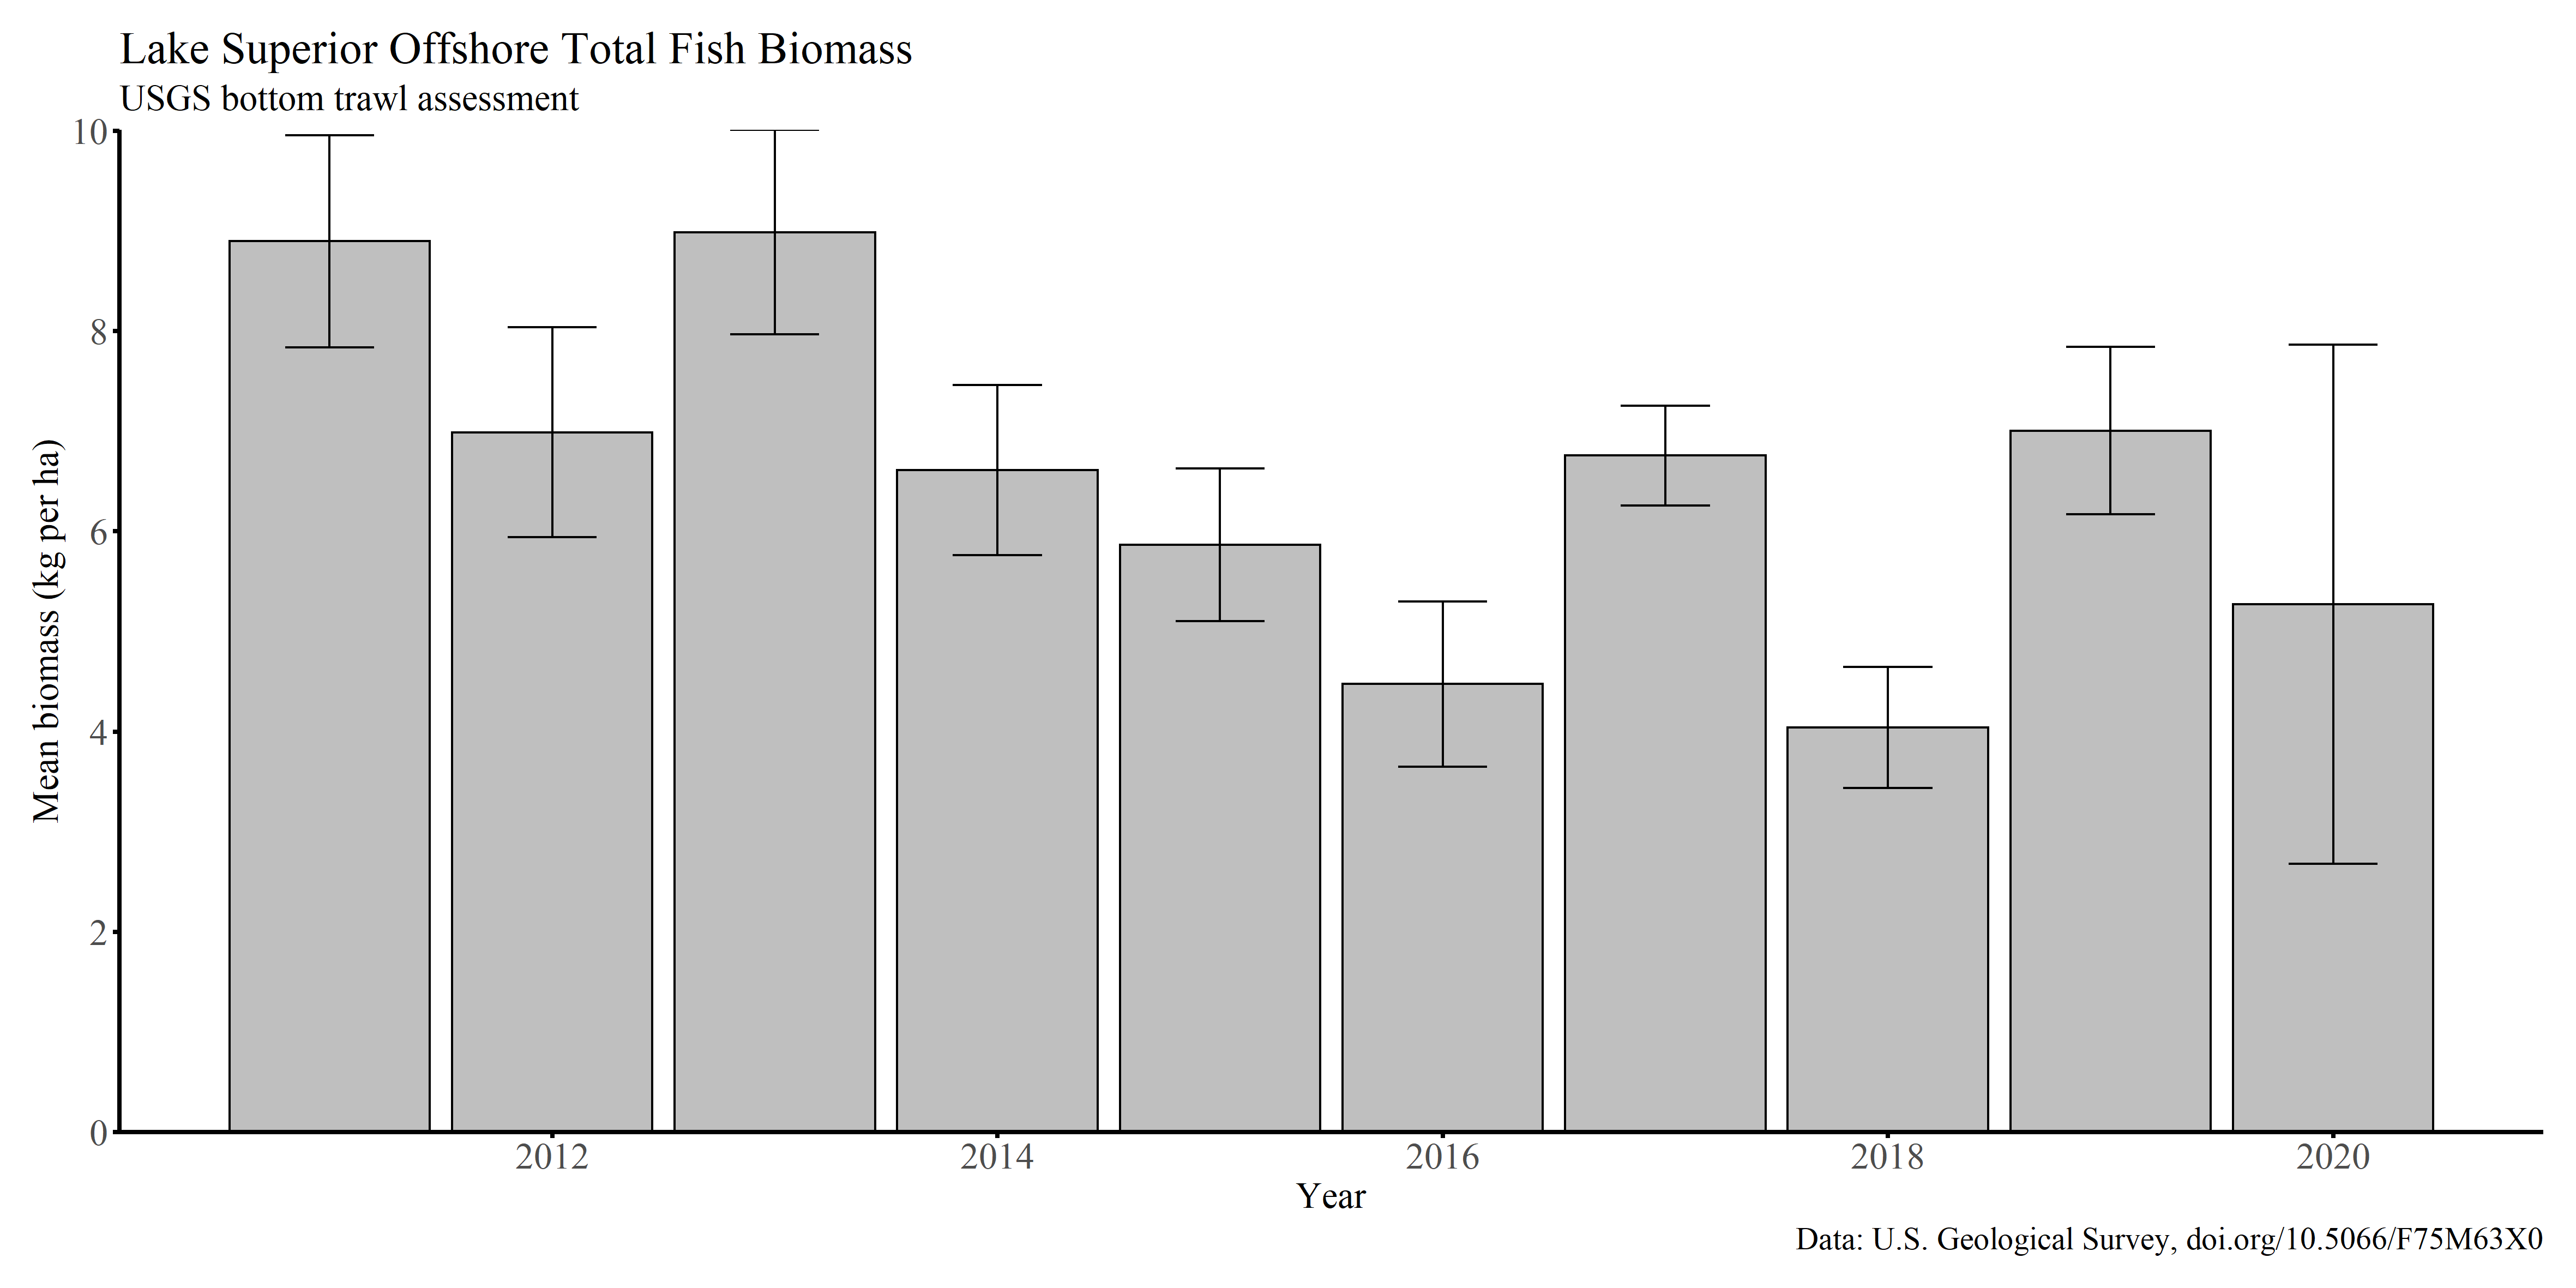 Lake Superior Offshore Total Fish Biomass
USGS bottom trawl assessment
Mean biomass (kg per ha)
10
8
6
4
2
0
2012 2014 2016 2018 2020
Year
Data: U.S. Geological Survey, doi.org/10.5066/F75M63X0